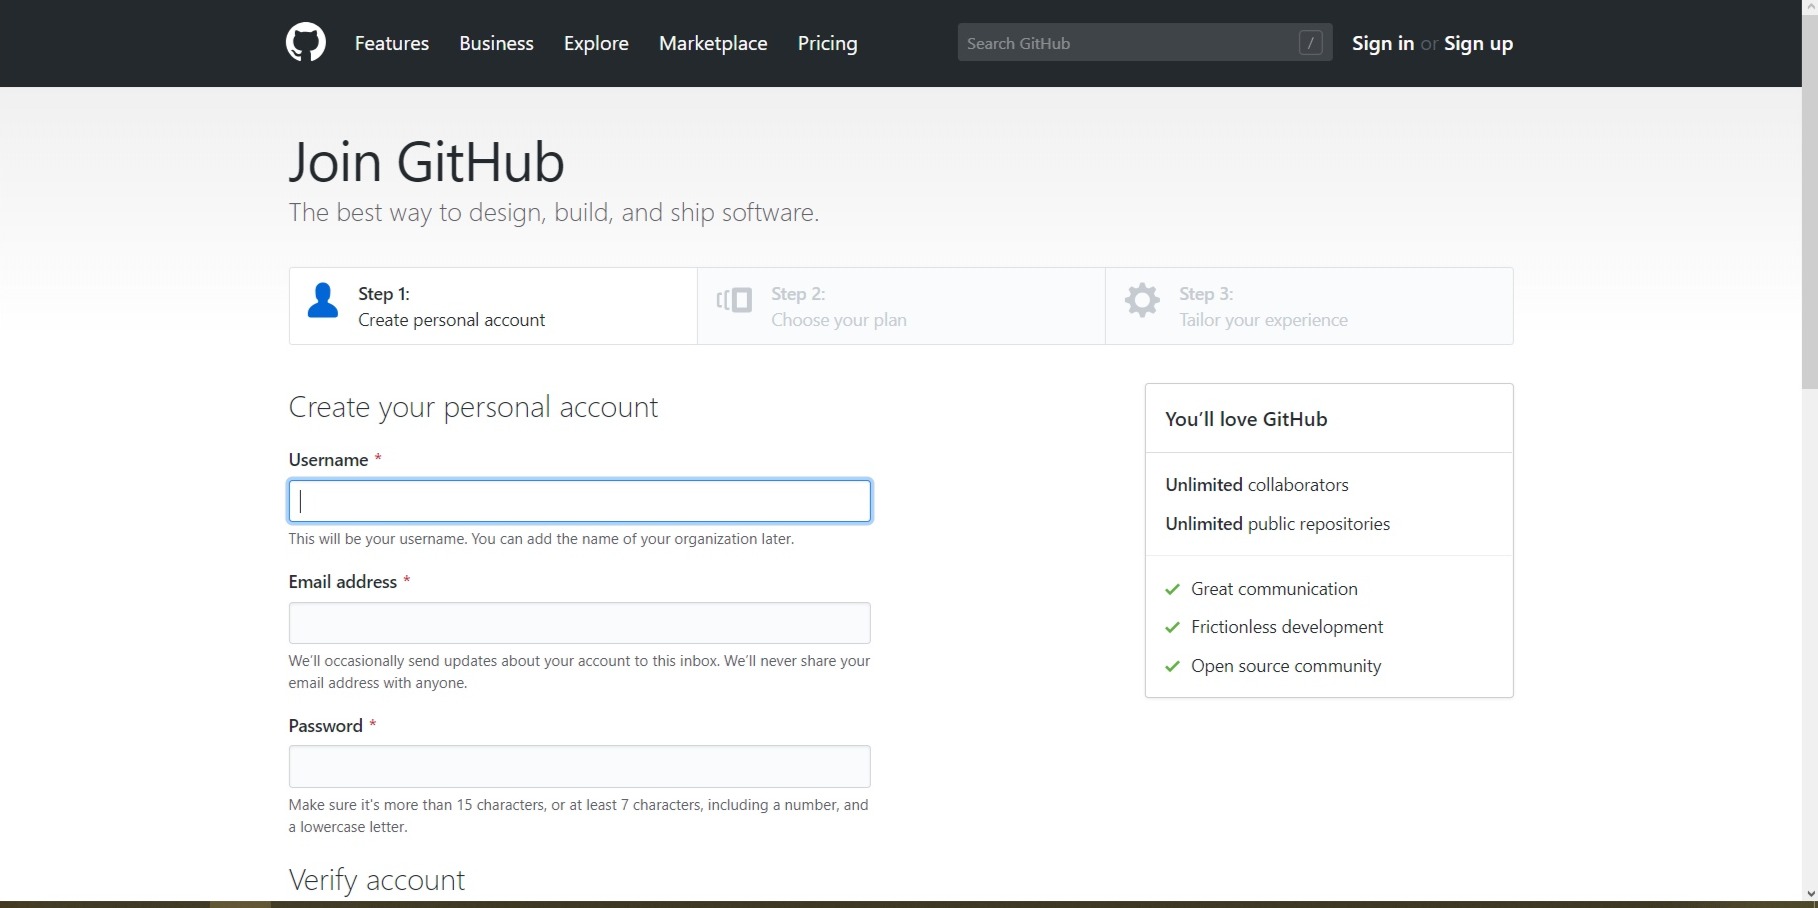 Features Business Explore Marketplace Pricing Search GitHub / Sign in or Sign up
Join GitHub
The best way to design, build, and ship software.
Step 1:
Create personal account
Step 2:
Choose your plan
Step 3:
Tailor your experience
Create your personal account
Username *
This will be your username. You can add the name of your organization later.
Email address *
We’ll occasionally send updates about your account to this inbox. We’ll never share your
email address with anyone.
Password *
Make sure it's more than 15 characters, or at least 7 characters, including a number, and
a lowercase letter.
Verify account
You’ll love GitHub
Unlimited collaborators
Unlimited public repositories
Great communication
Frictionless development
Open source community